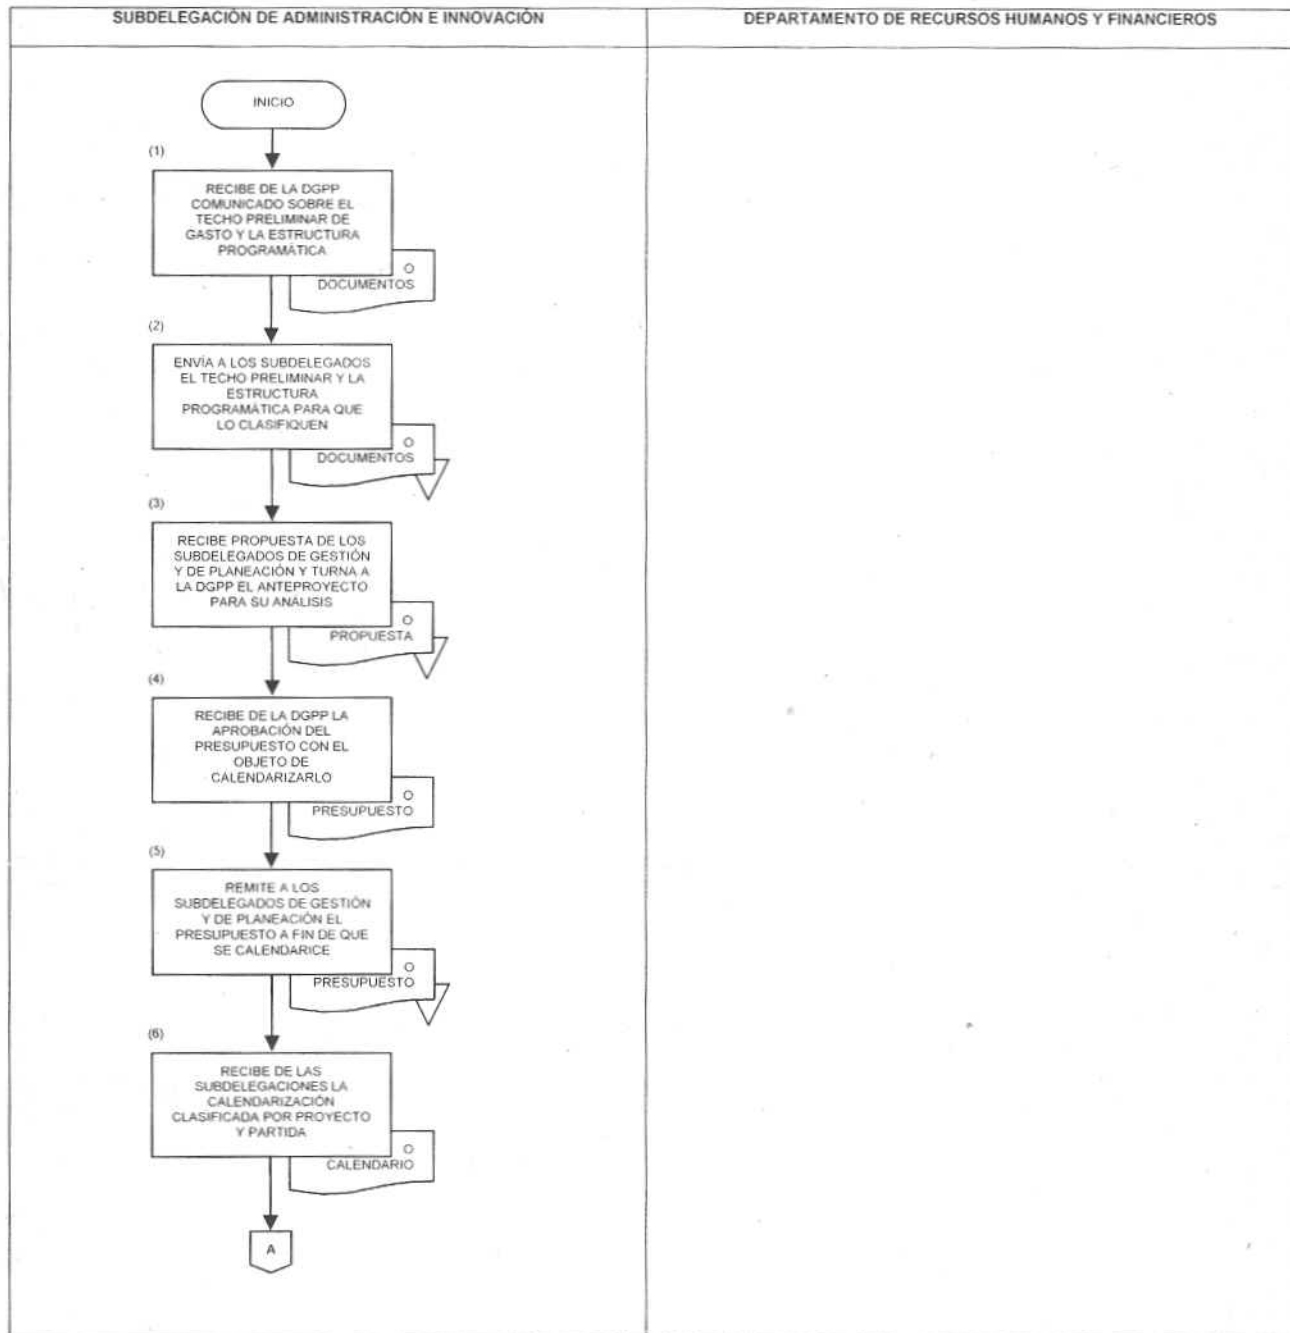 SUBDELEGACIÓN DE ADMINISTRACIÓN E INNOVACIÓN
DEPARTAMENTO DE RECURSOS HUMANOS Y FINANCIEROS
INICIO
(1)
RECIBE DE LA DGPP
COMUNICADO SOBRE EL
TECHO PRELIMINAR DE
GASTO Y LA ESTRUCTURA
PROGRAMÁTICA
O
DOCUMENTOS
(2)
ENVÍA A LOS SUBDELEGADOS
EL TECHO PRELIMINAR Y LA
ESTRUCTURA
PROGRAMÁTICA PARA QUE
LO CLASIFIQUEN
O
DOCUMENTOS
(3)
RECIBE PROPUESTA DE LOS
SUBDELEGADOS DE GESTIÓN
Y DE PLANEACIÓN Y TURNA A
LA DGPP EL ANTEPROYECTO
PARA SU ANÁLISIS
O
PROPUESTA
(4)
RECIBE DE LA DGPP LA
APROBACIÓN DEL
PRESUPUESTO CON EL
OBJETO DE
CALENDARIZARLO
O
PRESUPUESTO
(5)
REMITE A LOS
SUBDELEGADOS DE GESTIÓN
Y DE PLANEACIÓN EL
PRESUPUESTO A FIN DE QUE
SE CALENDARICE
O
PRESUPUESTO
(6)
RECIBE DE LAS
SUBDELEGACIONES LA
CALENDARIZACIÓN
CLASIFICADA POR PROYECTO
Y PARTIDA
O
CALENDARIO
A